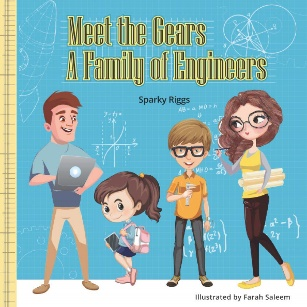 Meet the Gears
A Family of Engineers
Sparky Riggs
Illustrated by Farah Saleem